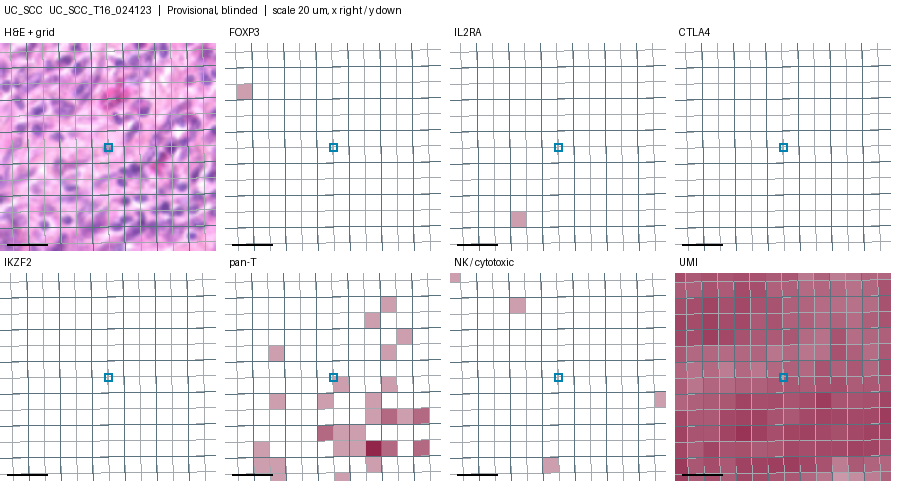 UC_SCC UC_SCC_T16_024123 | Provisional, blinded | scale 20 um, x right / y down
H&E + grid FOXP3 IL2RA CTLA4
IKZF2 pan-T NK / cytotoxic UMI